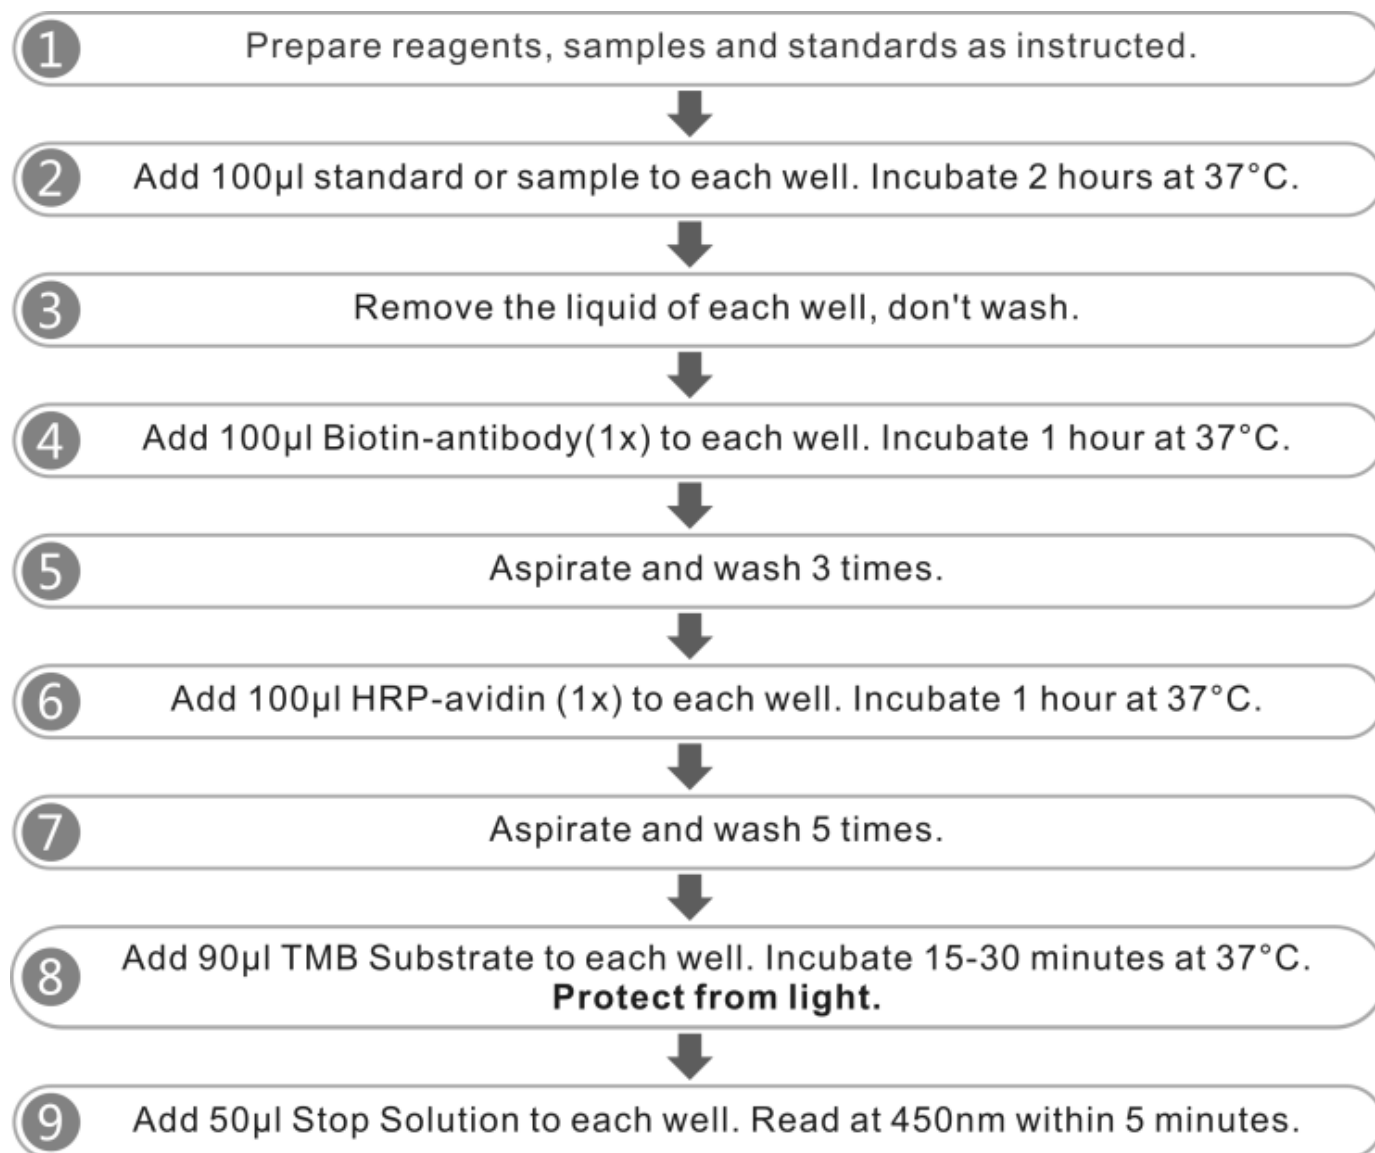 1 Prepare reagents, samples and standards as instructed.
2 Add 100µl standard or sample to each well. Incubate 2 hours at 37°C.
3 Remove the liquid of each well, don't wash.
4 Add 100µl Biotin-antibody(1x) to each well. Incubate 1 hour at 37°C.
5 Aspirate and wash 3 times.
6 Add 100µl HRP-avidin (1x) to each well. Incubate 1 hour at 37°C.
7 Aspirate and wash 5 times.
8 Add 90µl TMB Substrate to each well. Incubate 15-30 minutes at 37°C.
Protect from light.
9 Add 50µl Stop Solution to each well. Read at 450nm within 5 minutes.